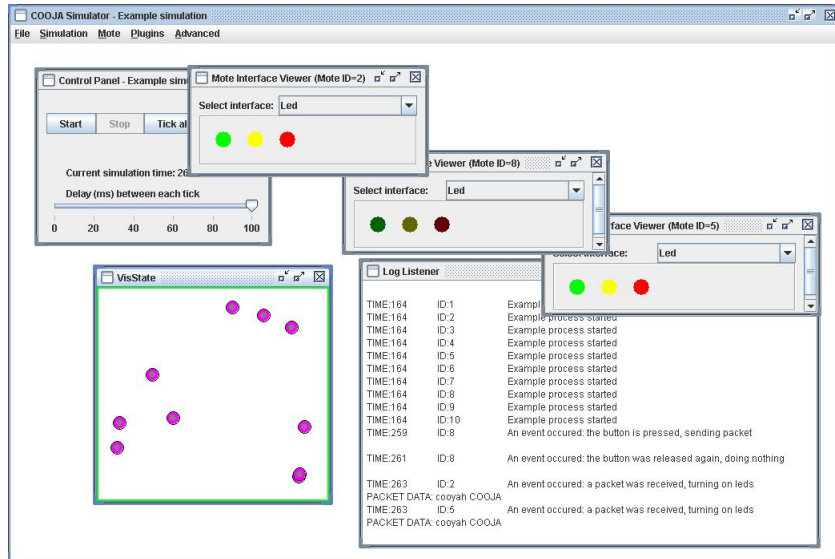 COOJA Simulator - Example simulation
File Simulation Mote Plugins Advanced
Control Panel - Example
Start Stop Tick
Current simulation time: 26
Delay (ms) between each tick
0 20 40 60 80 100
Mote Interface Viewer (Mote ID=2)
Select interface: Led
Viewer (Mote ID=8)
Select interface: Led
Viewer (Mote ID=5)
Led
VisState
Log Listener
TIME:164 ID:1
TIME:164 ID:2 Example process started
TIME:164 ID:3 Example process started
TIME:164 ID:4 Example process started
TIME:164 ID:5 Example process started
TIME:164 ID:6 Example process started
TIME:164 ID:7 Example process started
TIME:164 ID:8 Example process started
TIME:164 ID:9 Example process started
TIME:164 ID:10 Example process started
TIME:259 ID:8 An event occured: the button is pressed, sending packet
TIME:261 ID:8 An event occured: the button was released again, doing nothing
TIME:263 ID:2 An event occured: a packet was received, turning on leds
PACKET DATA: cooyah COOJA
TIME:263 ID:5 An event occured: a packet was received, turning on leds
PACKET DATA: cooyah COOJA